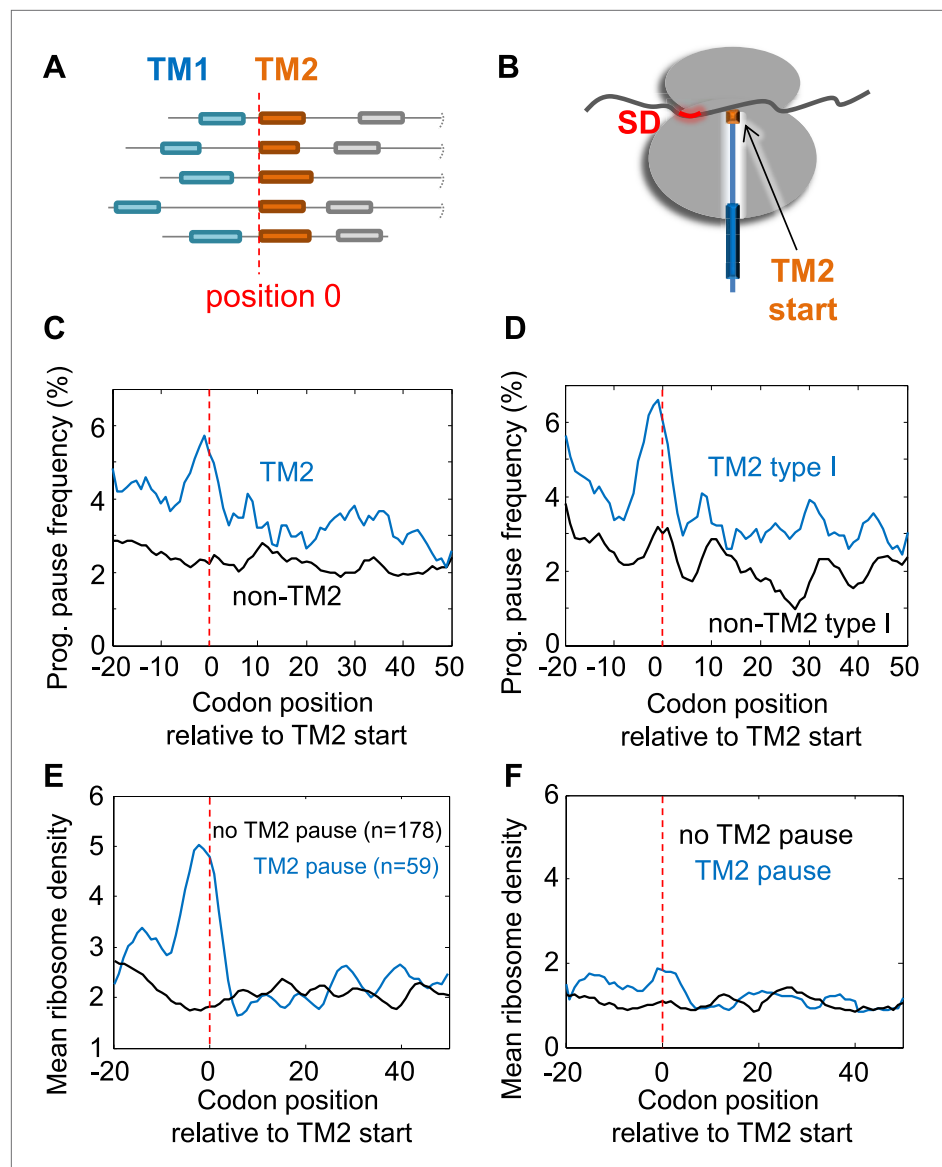 A
TM1 TM2
position 0
B
SD
TM2
start
C
Prog. pause frequency (%)
6
4
2
0
TM2
non-TM2
-20 -10 0 10 20 30 40 50
Codon position
relative to TM2 start
D
Prog. pause frequency (%)
6
4
2
0
TM2 type I
non-TM2 type I
-20 -10 0 10 20 30 40 50
Codon position
relative to TM2 start
E
Mean ribosome density
6
5
4
3
2
1
no TM2 pause (n=178)
TM2 pause (n=59)
-20 0 20 40
Codon position
relative to TM2 start
F
Mean ribosome density
6
4
2
0
no TM2 pause
TM2 pause
-20 0 20 40
Codon position
relative to TM2 start